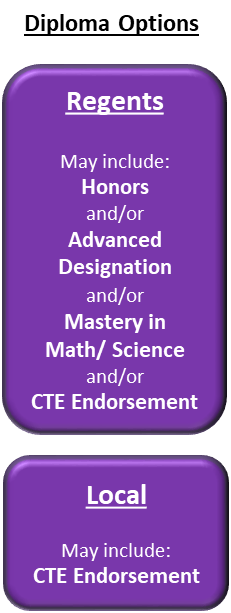 Diploma Options
Regents
May include:
Honors
and/or
Advanced
Designation
and/or
Mastery in
Math/ Science
and/or
CTE Endorsement
Local
May include:
CTE Endorsement